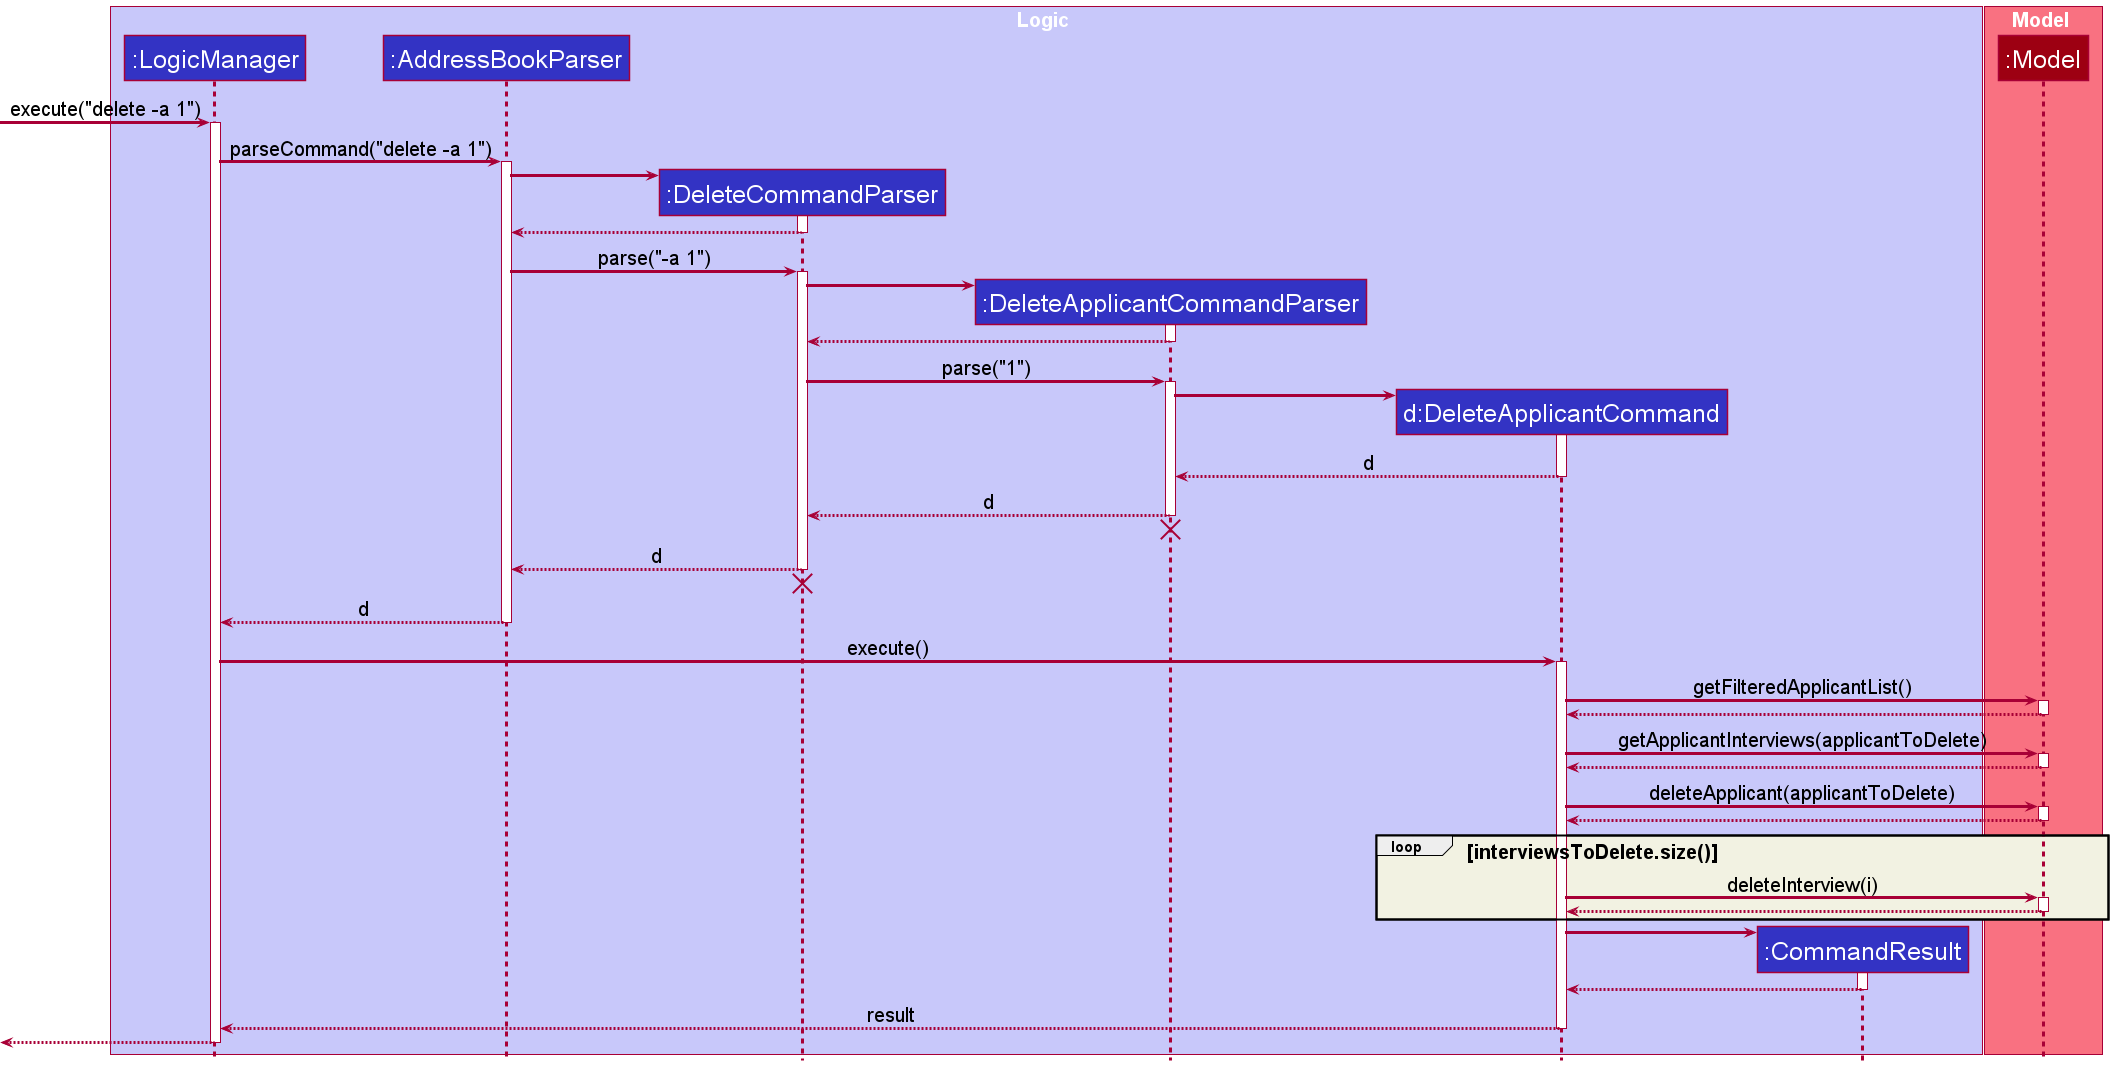 Logic
Model
:LogicManager
:AddressBookParser
:Model
execute("delete -a 1")
parseCommand("delete -a 1")
:DeleteCommandParser
parse("-a 1")
:DeleteApplicantCommandParser
parse("1")
d:DeleteApplicantCommand
d
d
d
d
execute()
getFilteredApplicantList()
getApplicantInterviews(applicantToDelete)
deleteApplicant(applicantToDelete)
loop
[interviewsToDelete.size()]
deleteInterview(i)
:CommandResult
result